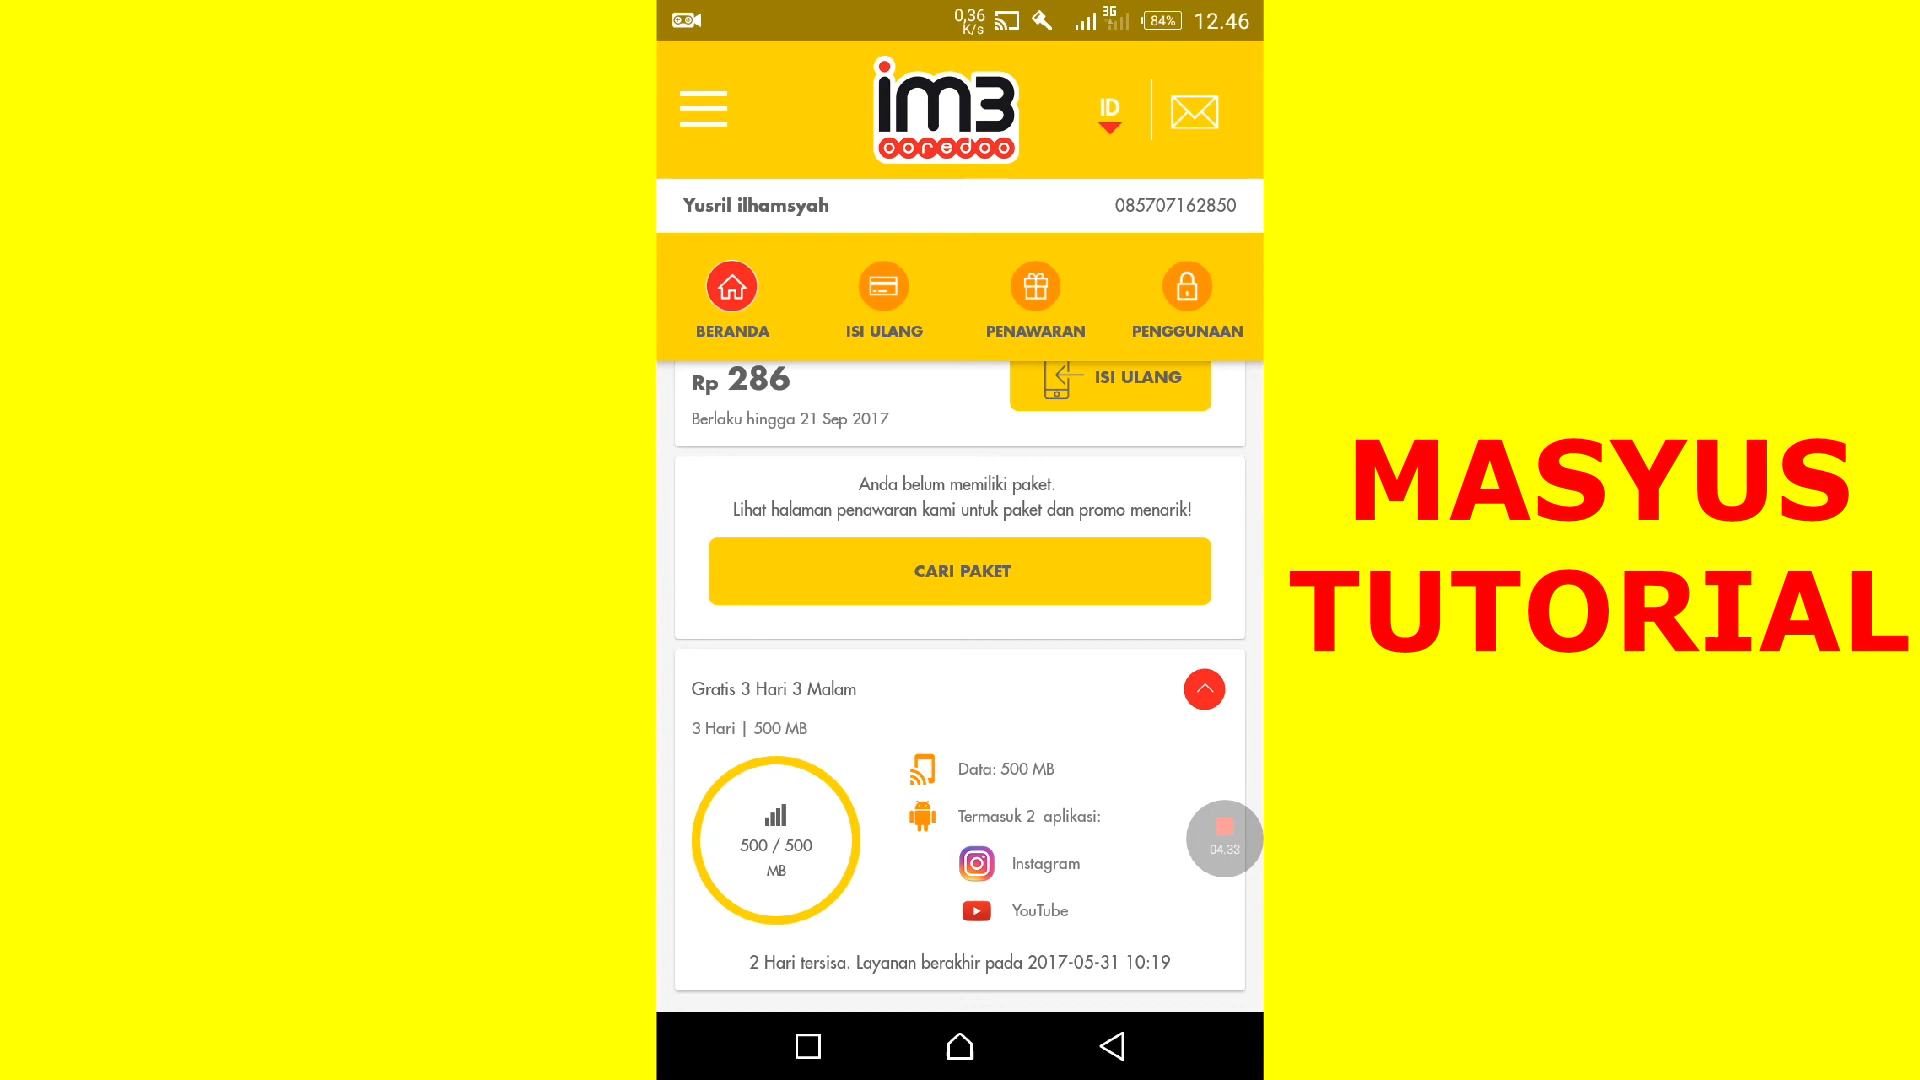 0,36
K/s
3G
84%
12.46
im3
ooredoo
ID
Yusril ilhamsyah
085707162850
BERANDA
ISI ULANG
PENAWARAN
PENGGUNAAN
Rp 286
ISI ULANG
Berlaku hingga 21 Sep 2017
Anda belum memiliki paket.
Lihat halaman penawaran kami untuk paket dan promo menarik!
CARI PAKET
Gratis 3 Hari 3 Malam
3 Hari | 500 MB
500 / 500
MB
Data: 500 MB
Termasuk 2 aplikasi:
Instagram
YouTube
04.33
2 Hari tersisa. Layanan berakhir pada 2017-05-31 10:19
MASYUS
TUTORIAL